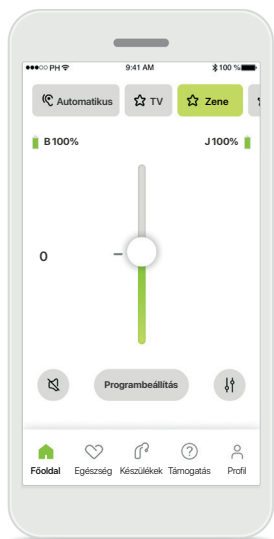 PH 9:41 AM 100 %
Automatikus TV Zene
B 100% J 100%
0
Programbeállítás
Főoldal Egészség Készülékek Támogatás Profil